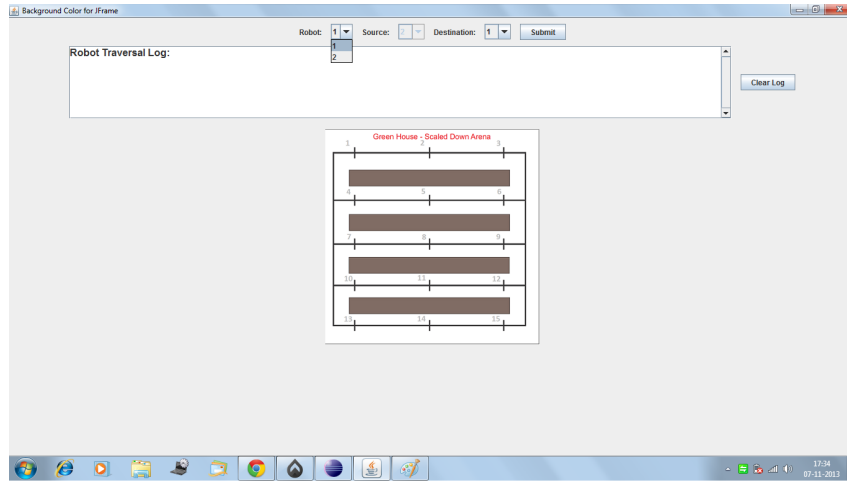 Background Color for JFrame
Robot: 1 Source: 2 Destination: 1 Submit
1
2
Robot Traversal Log:
Clear Log
Green House - Scaled Down Arena
1 2 3
4 5 6
7 8 9
10 11 12
13 14 15
17:34
07-11-2013